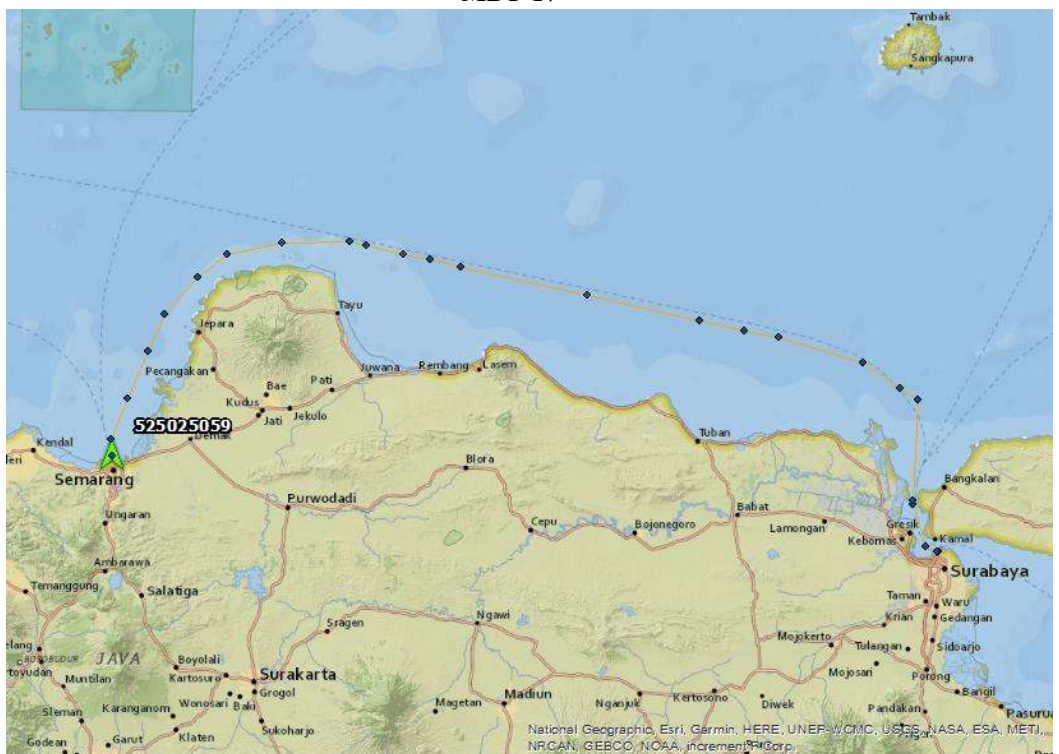 Tambak
Sangkapura
Jepara
Tayu
Pecangakan
Juwana
Rembang
Lasem
Bae
Pati
Kudus
Jati
Jekulo
525025059
Demak
Kendal
Tuban
Semarang
Blora
Bangkalan
Purwodadi
Ungaran
Cepu
Bojonegoro
Babat
Lamongan
Gresik
Kebomas
Kamal
Ambarawa
Surabaya
Temanggung
Salatiga
Taman
Waru
Ngawi
Krian
Gedangan
Sragen
Mojokerto
Tulangan
Sidoarjo
JAVA
Boyolali
Mojosari
Kartosuro
Surakarta
Porong
Muntilan
Grogol
Bangil
Wonosari
Baki
Magetan
Madiun
Nganjuk
Kertosono
Diwek
Karanganom
Pandakan
Sleman
Sukoharjo
Klaten
Godean
Garut
National Geographic, Esri, Garmin, HERE, UNEP-WCMC, USGS, NASA, ESA, METI,
NRCAN, GEBCO, NOAA, increment P Corp.